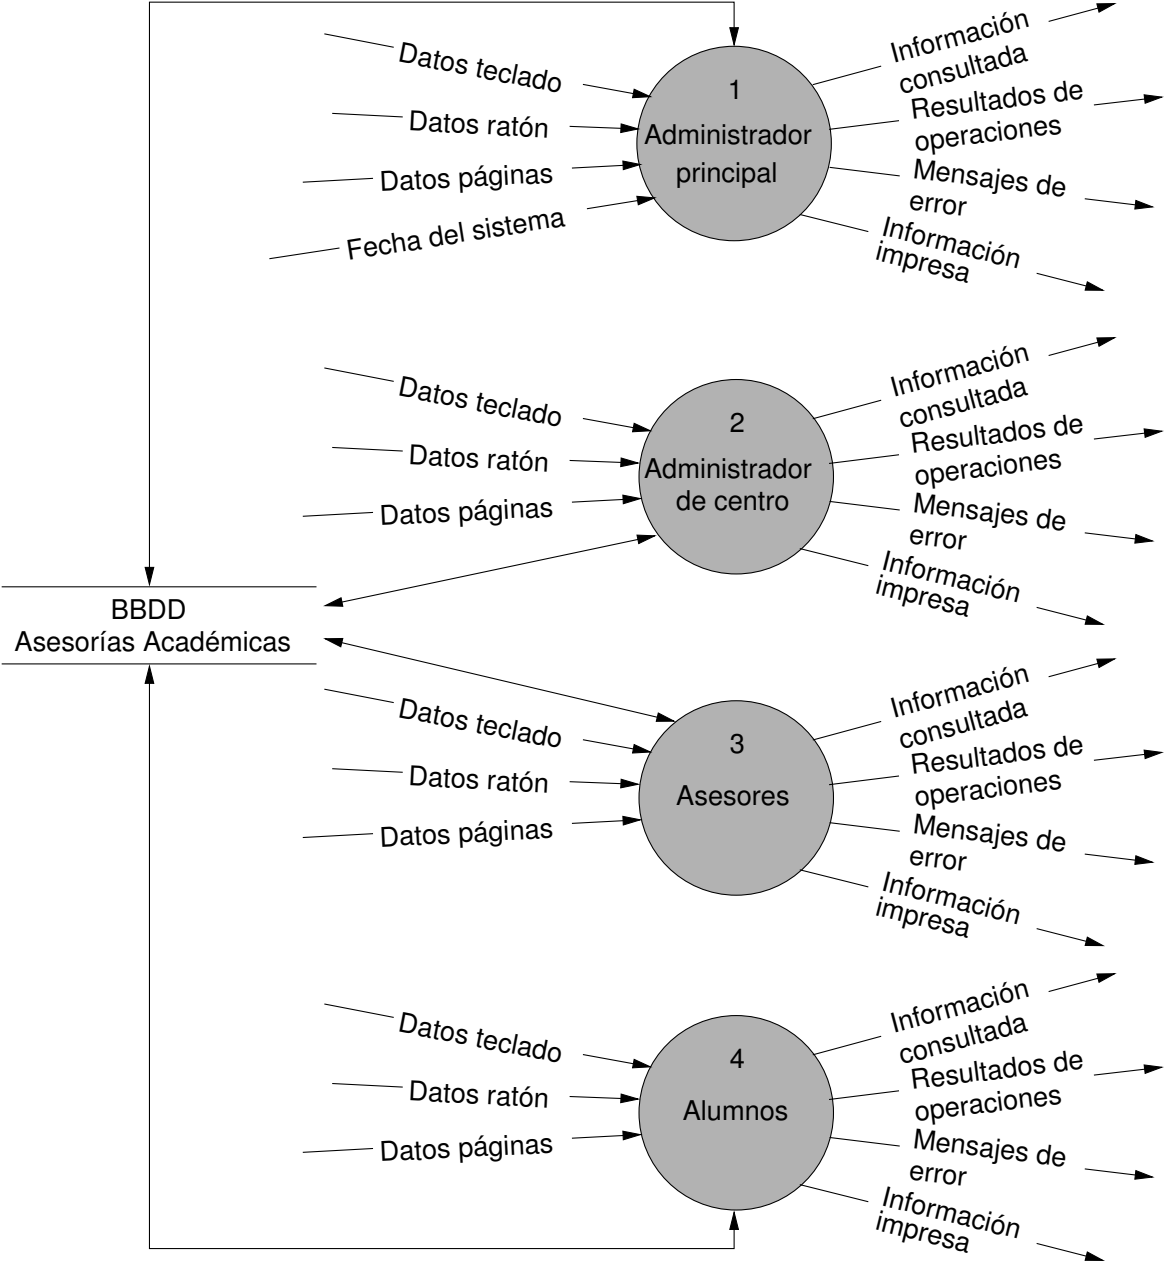 Datos teclado
Datos ratón
Datos páginas
Fecha del sistema
1
Administrador
principal
Información
consultada
Resultados de
operaciones
Mensajes de
error
Información
impresa
Datos teclado
Datos ratón
Datos páginas
2
Administrador
de centro
Información
consultada
Resultados de
operaciones
Mensajes de
error
Información
impresa
BBDD
Asesorías Académicas
Datos teclado
Datos ratón
Datos páginas
3
Asesores
Información
consultada
Resultados de
operaciones
Mensajes de
error
Información
impresa
Datos teclado
Datos ratón
Datos páginas
4
Alumnos
Información
consultada
Resultados de
operaciones
Mensajes de
error
Información
impresa